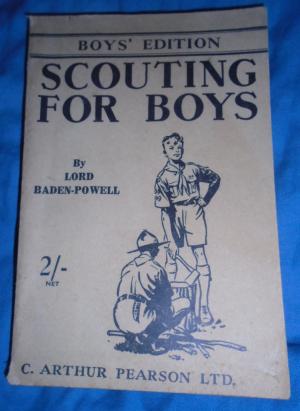 BOYS' EDITION
SCOUTING
FOR BOYS
By
LORD
BADEN-POWELL
2/-
NET
C. ARTHUR PEARSON LTD.